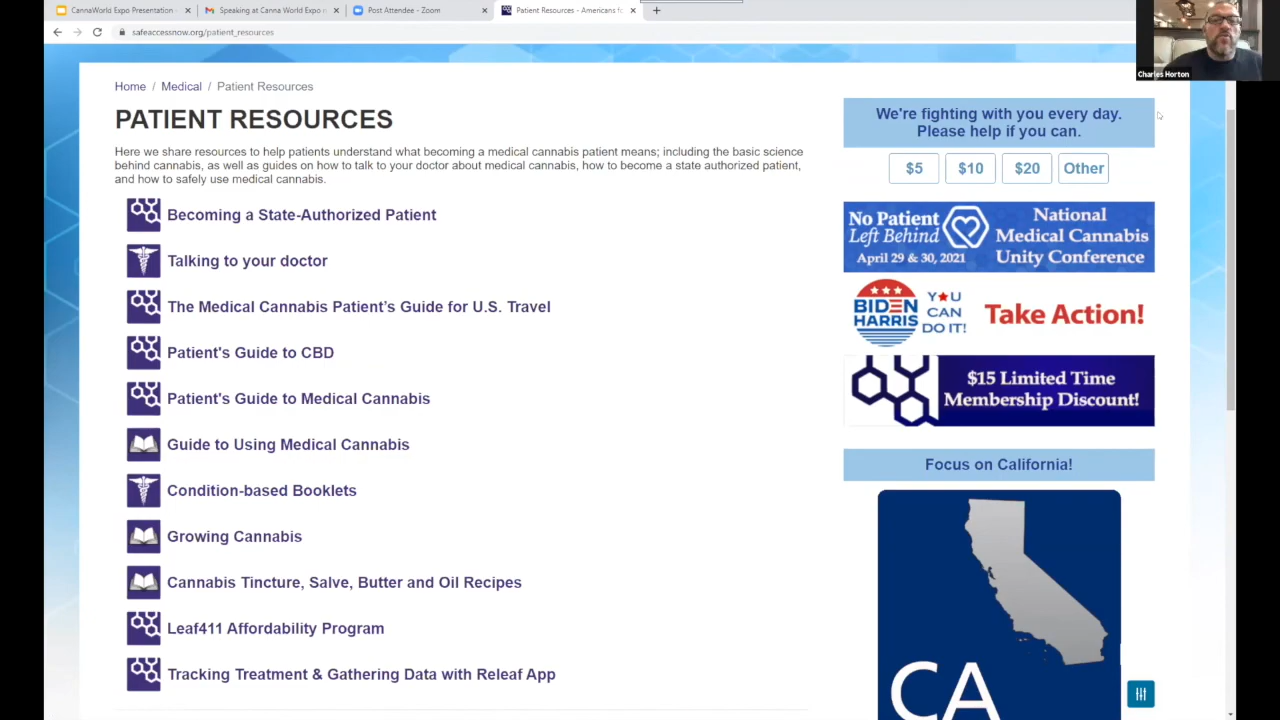 CannaWorld Expo Presentation -
Speaking at Canna World Expo n
Post Attendee - Zoom
Patient Resources - Americans fo
safeaccessnow.org/patient_resources
Charles Horton
Home / Medical / Patient Resources
PATIENT RESOURCES
Here we share resources to help patients understand what becoming a medical cannabis patient means; including the basic science
behind cannabis, as well as guides on how to talk to your doctor about medical cannabis, how to become a state authorized patient,
and how to safely use medical cannabis.
Becoming a State-Authorized Patient
Talking to your doctor
The Medical Cannabis Patient's Guide for U.S. Travel
Patient's Guide to CBD
Patient's Guide to Medical Cannabis
Guide to Using Medical Cannabis
Condition-based Booklets
Growing Cannabis
Cannabis Tincture, Salve, Butter and Oil Recipes
Leaf411 Affordability Program
Tracking Treatment & Gathering Data with Releaf App
We're fighting with you every day.
Please help if you can.
$5 $10 $20 Other
No Patient
Left Behind
April 29 & 30, 2021
National
Medical Cannabis
Unity Conference
BIDEN
HARRIS
YOU
CAN
DO IT!
Take Action!
$15 Limited Time
Membership Discount!
Focus on California!
CA